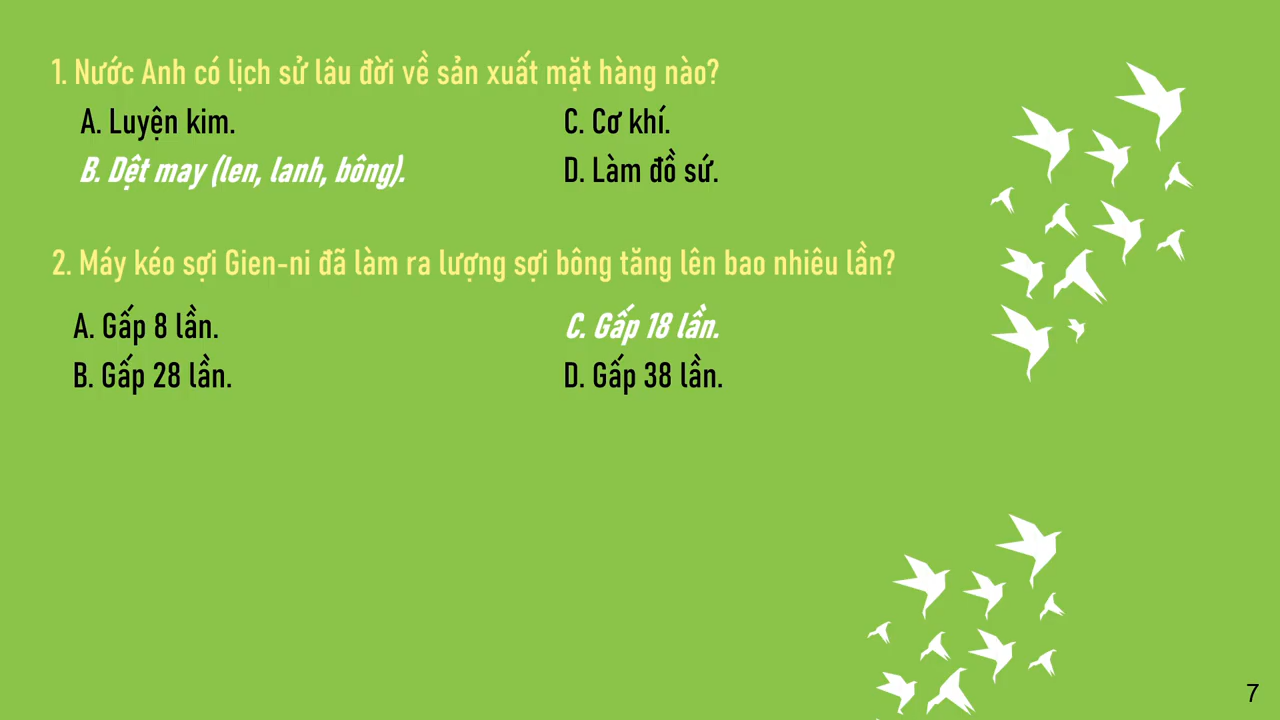 1. Nước Anh có lịch sử lâu đời về sản xuất mặt hàng nào?
A. Luyện kim.
C. Cơ khí.
B. Dệt may (len, lanh, bông).
D. Làm đồ sứ.
2. Máy kéo sợi Gien-ni đã làm ra lượng sợi bông tăng lên bao nhiêu lần?
A. Gấp 8 lần.
C. Gấp 18 lần.
B. Gấp 28 lần.
D. Gấp 38 lần.
7